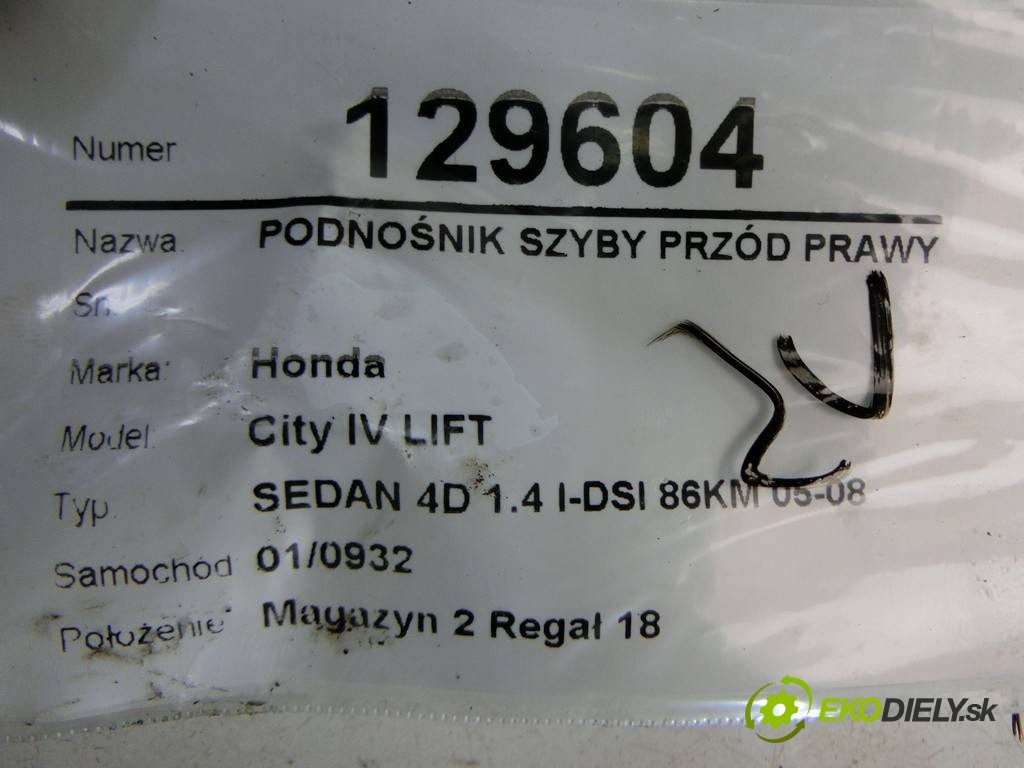 Numer 129604
Nazwa: PODNOŚNIK SZYBY PRZÓD PRAWY
Sn.
Marka: Honda
Model: City IV LIFT
Typ SEDAN 4D 1.4 I-DSI 86KM 05-08
Samochód 01/0932
Położenie Magazyn 2 Regał 18
EKODIELY.sk